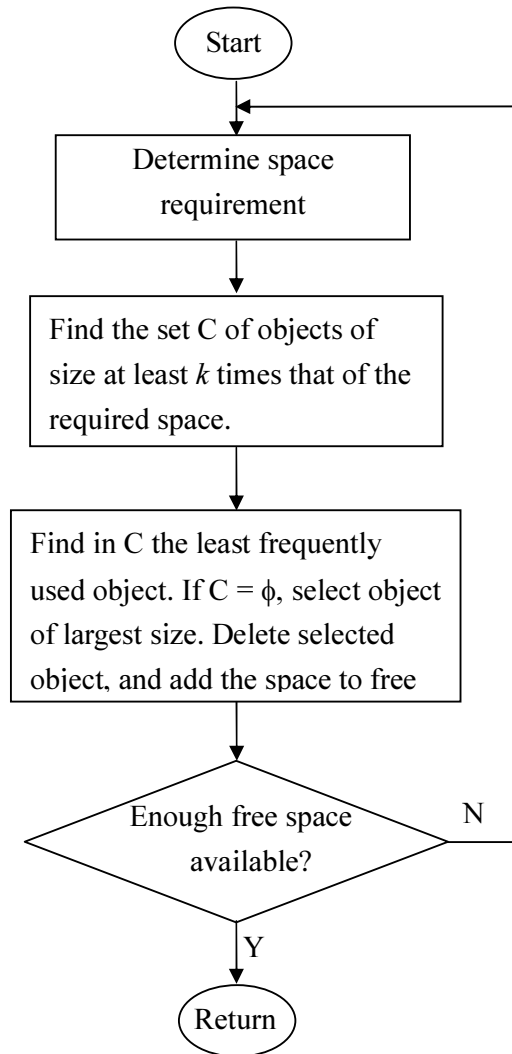 Start
Determine space
requirement
Find the set C of objects of
size at least k times that of the
required space.
Find in C the least frequently
used object. If C = ϕ, select object
of largest size. Delete selected
object, and add the space to free
Enough free space
available?
N
Y
Return